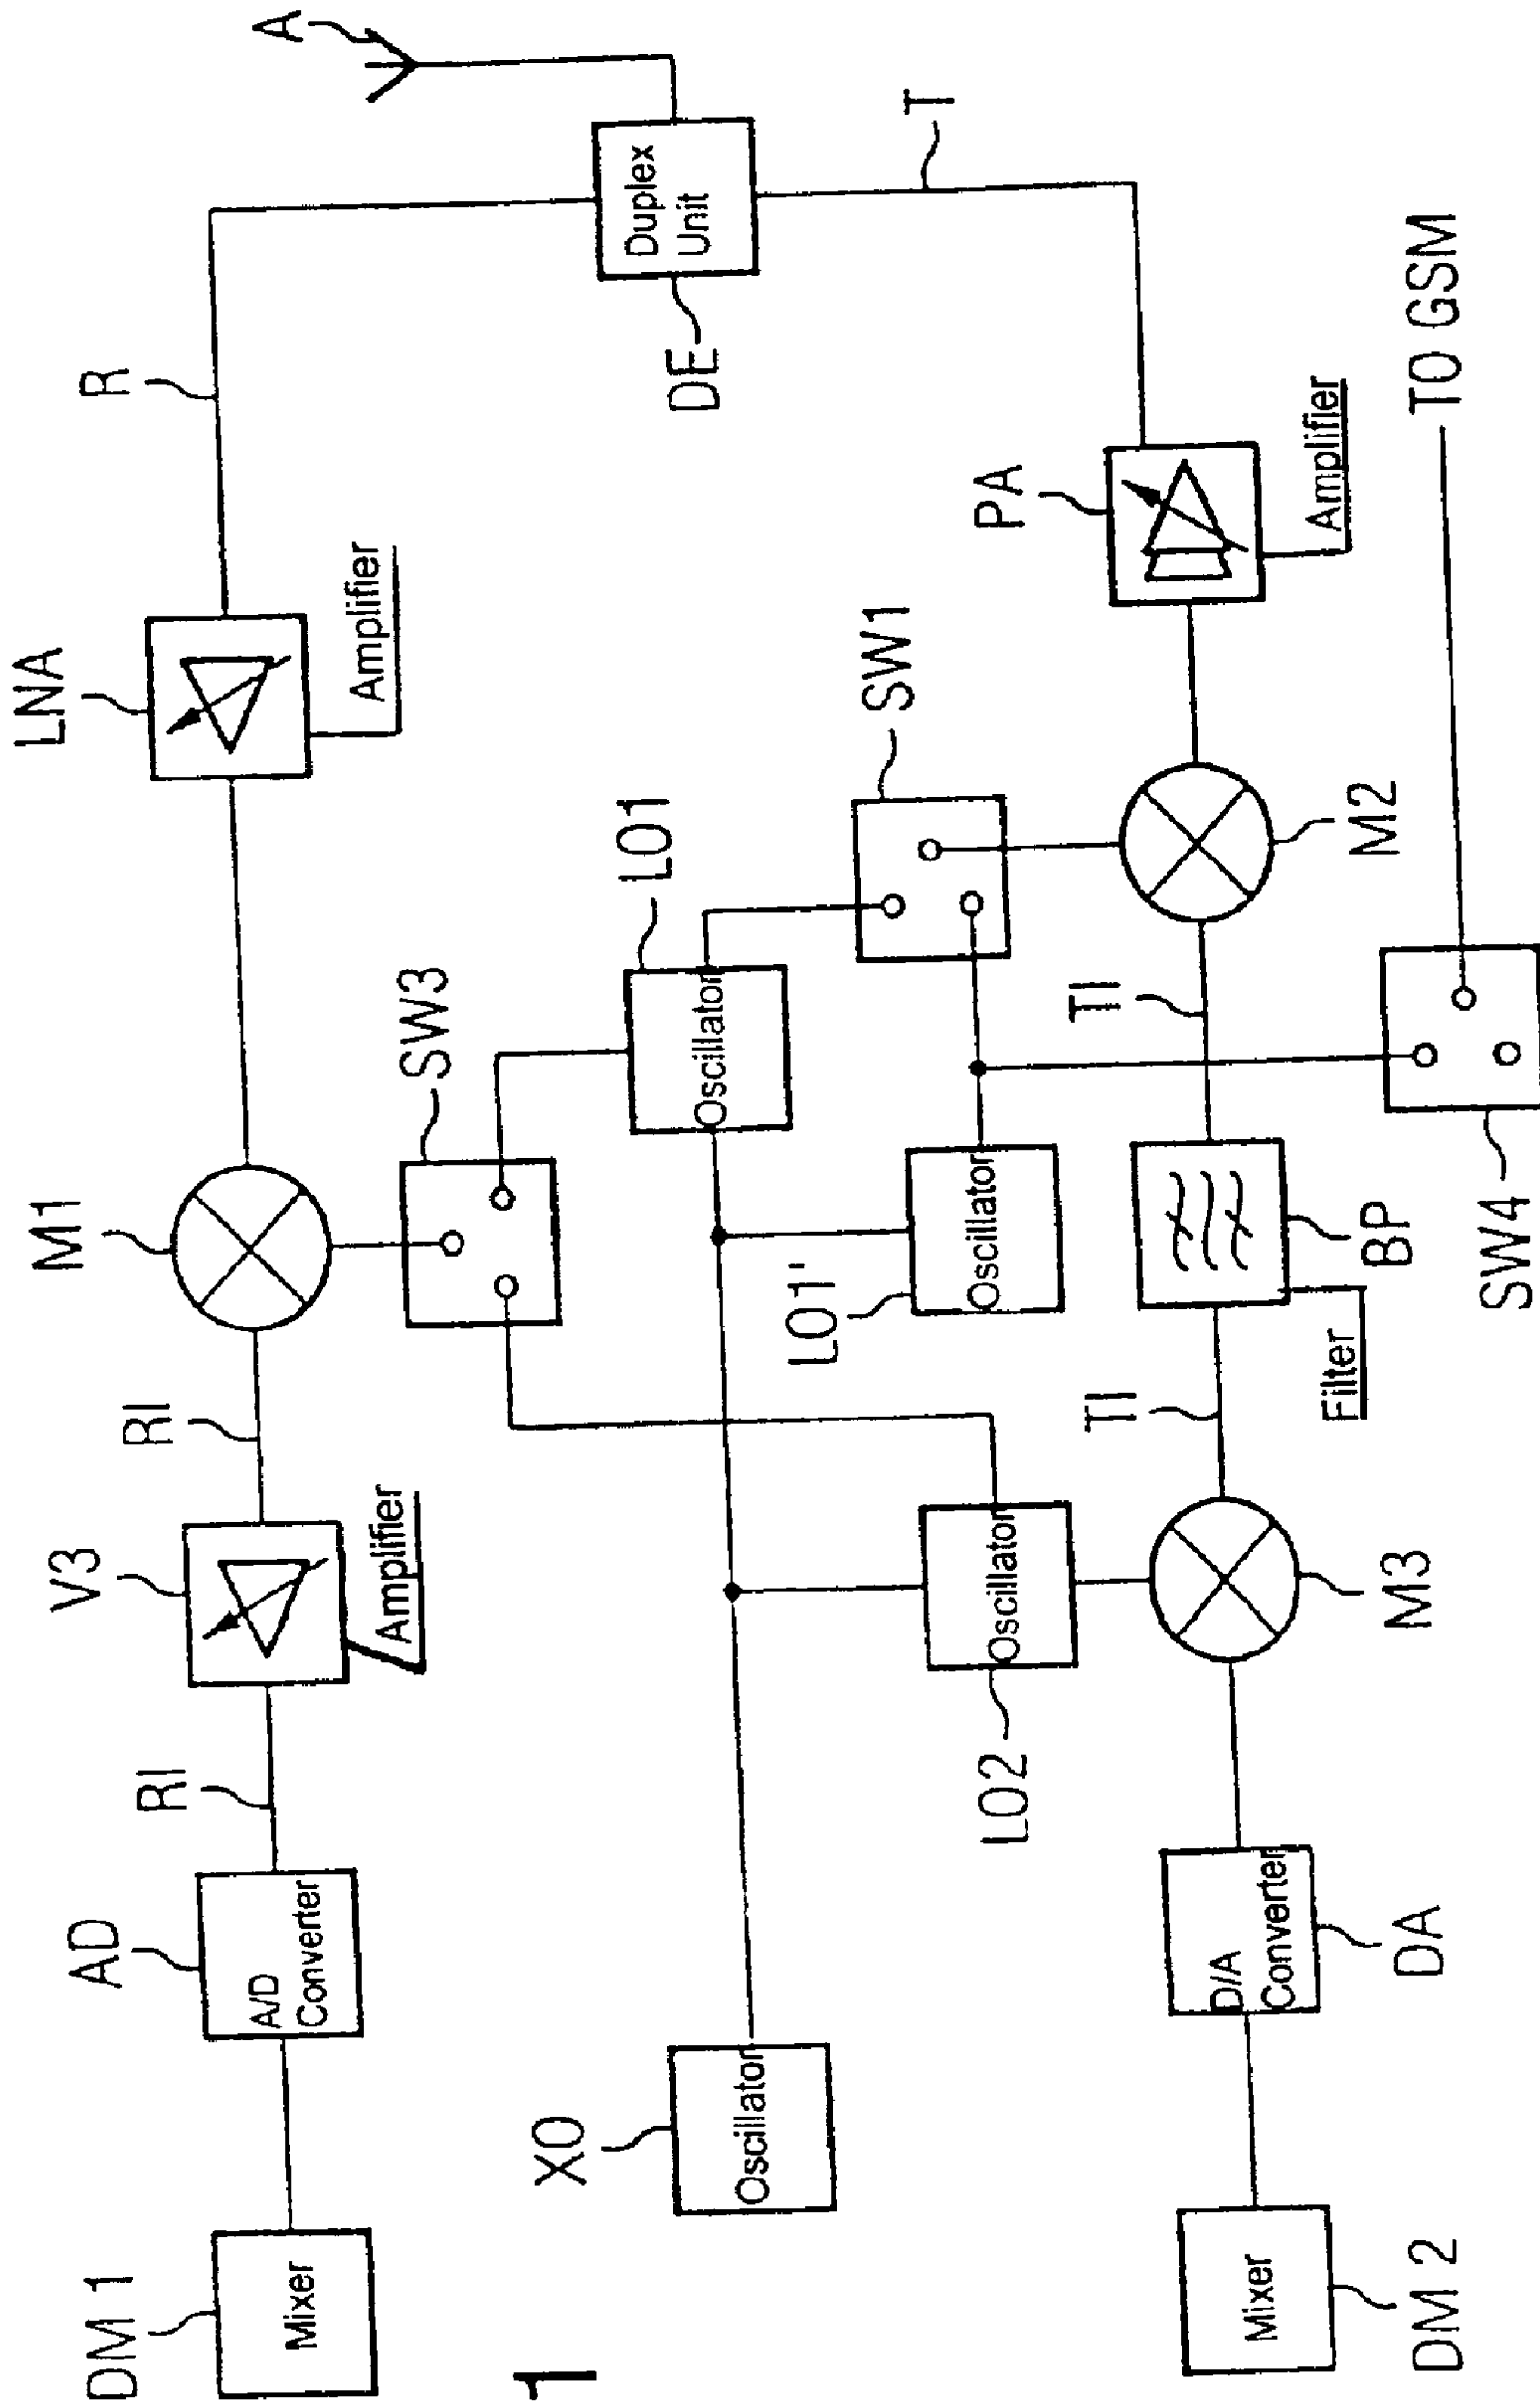 A
R
Duplex
Unit
T
DE
LNA
Amplifier
PA
Amplifier
TO GSM
M1
SW3
LO1
Oscillator
SW1
M2
TI
LO1'
Oscillator
BP
Filter
SW4
RI
V3
Amplifier
RI
TI
LO2
Oscillator
M3
AD
A/D
Converter
D/A
Converter
DA
XO
Oscillator
DM 1
Mixer
DM 2
Mixer
1